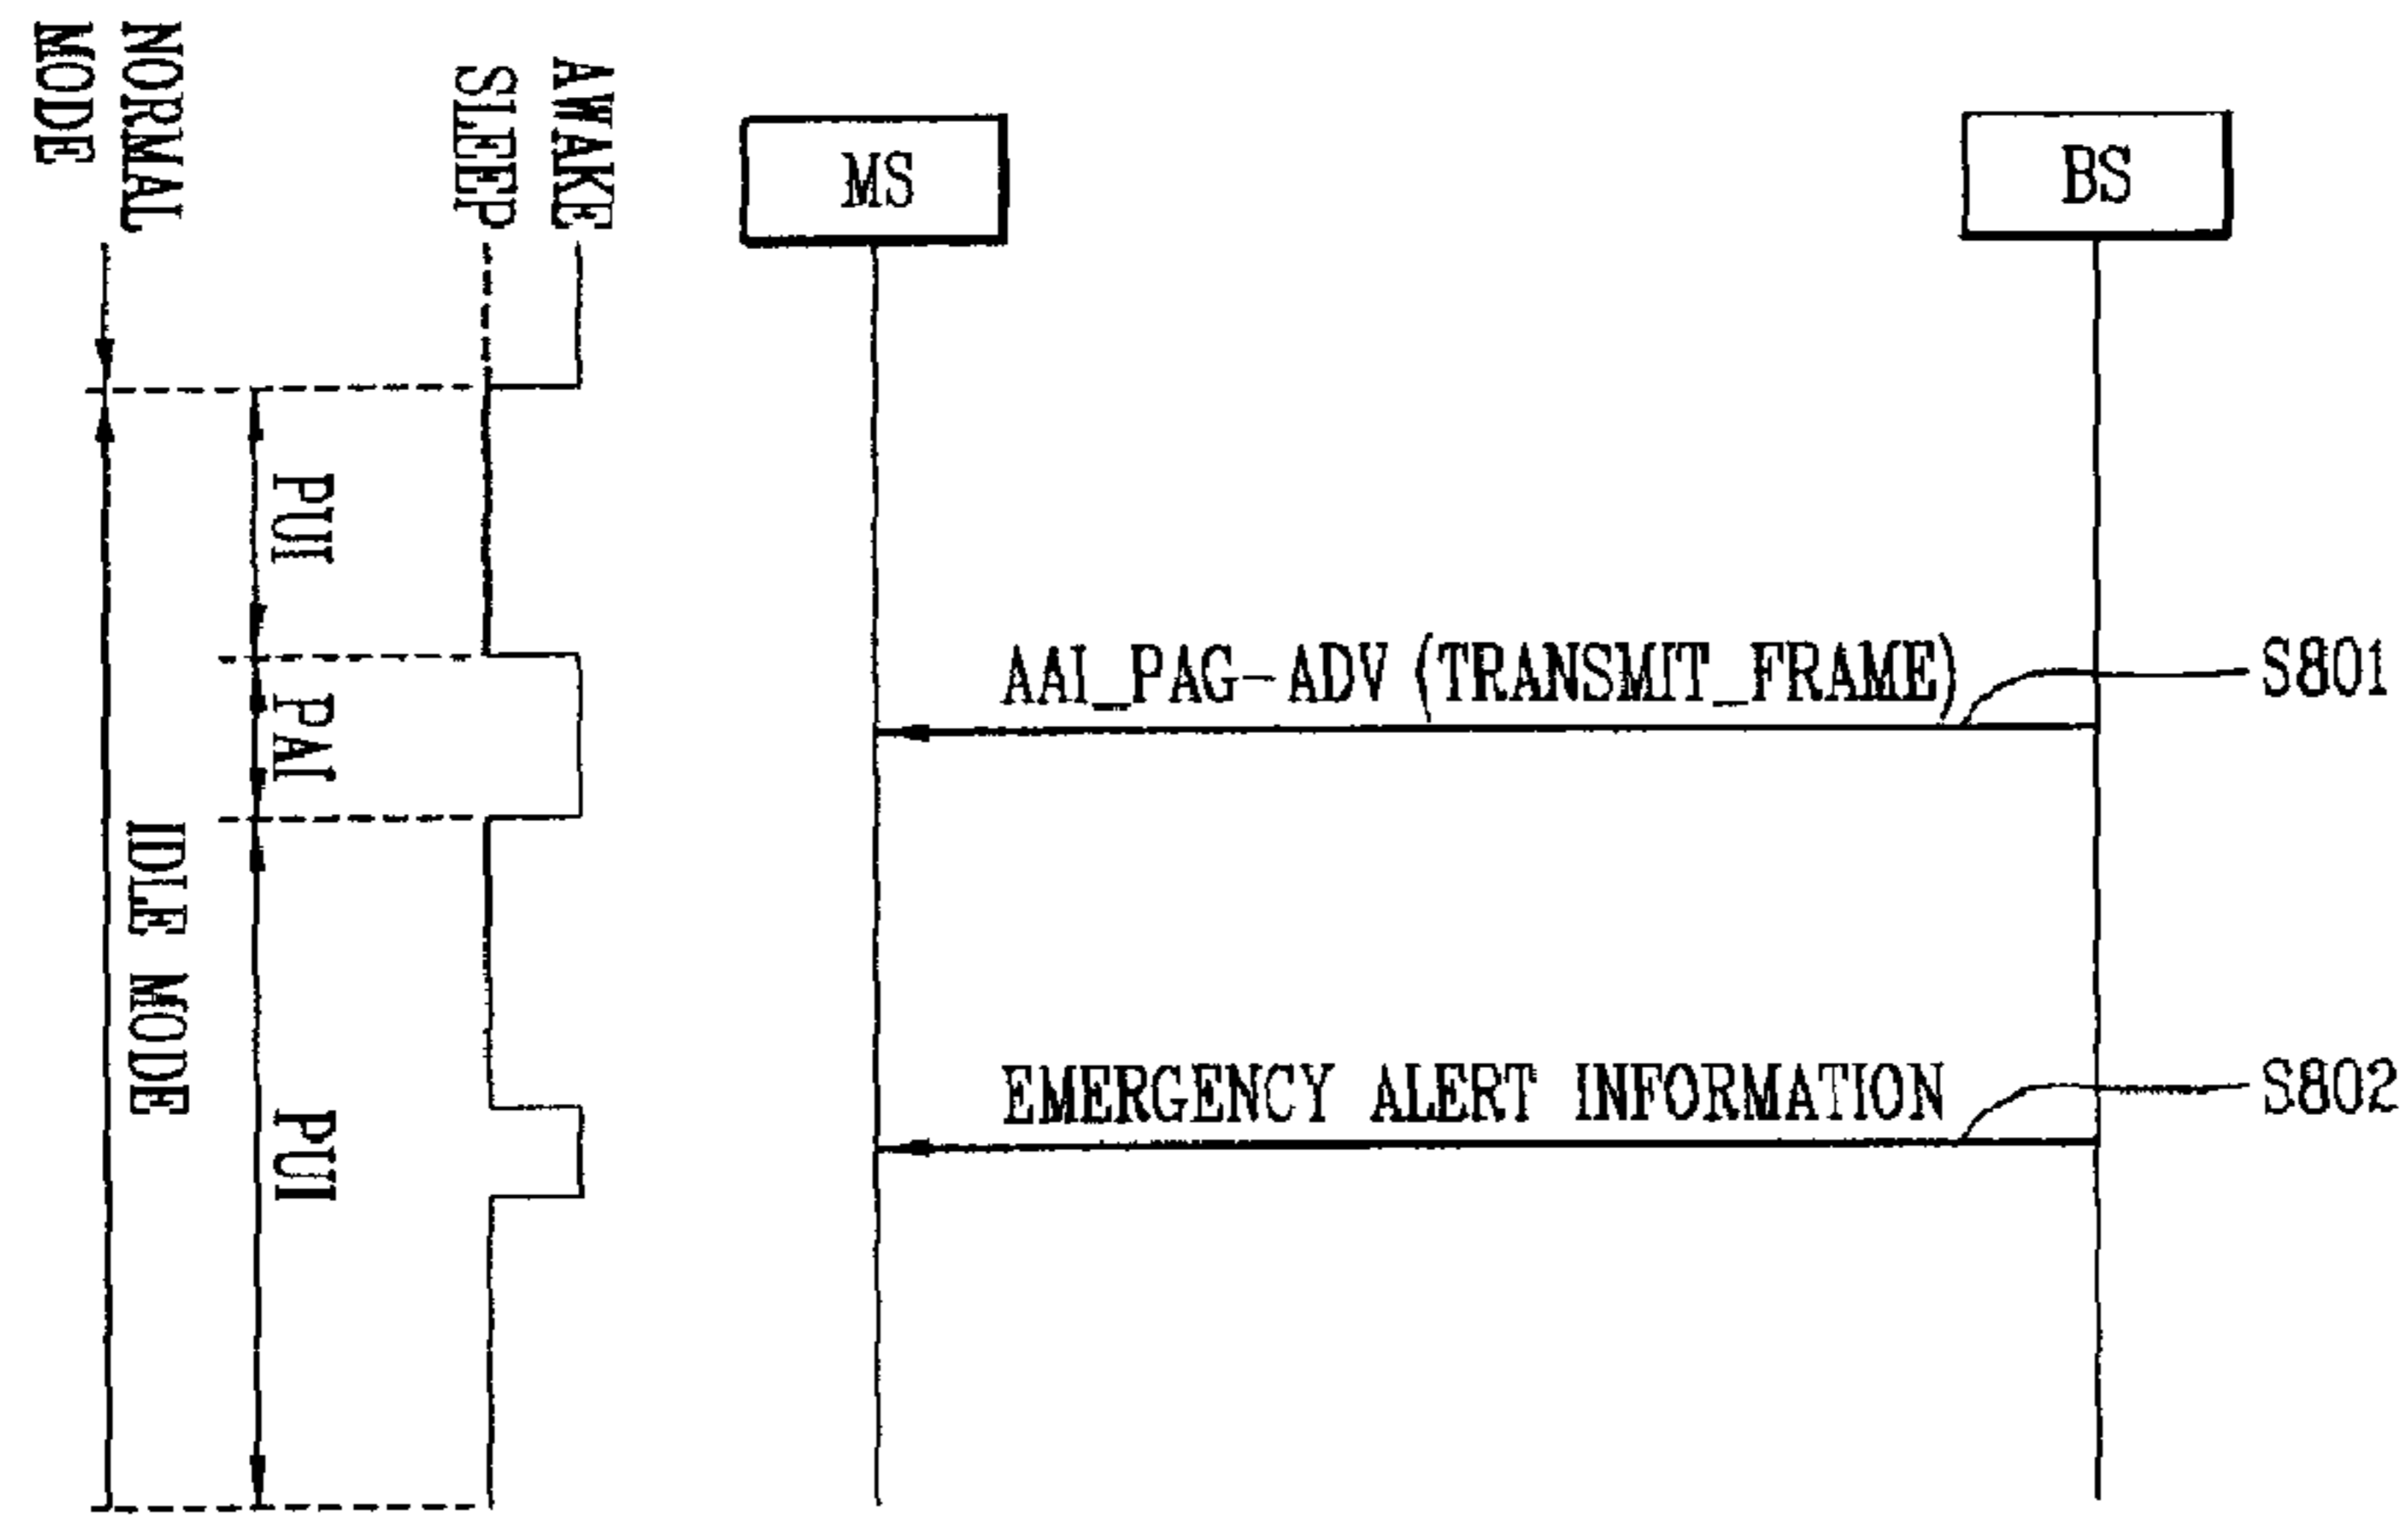 NORMAL
MODE
AWAKE
SLEEP
MS
BS
PUI
AAI_PAG-ADV (TRANSMIT_FRAME)
S801
PAI
IDLE MODE
EMERGENCY ALERT INFORMATION
S802
PUI